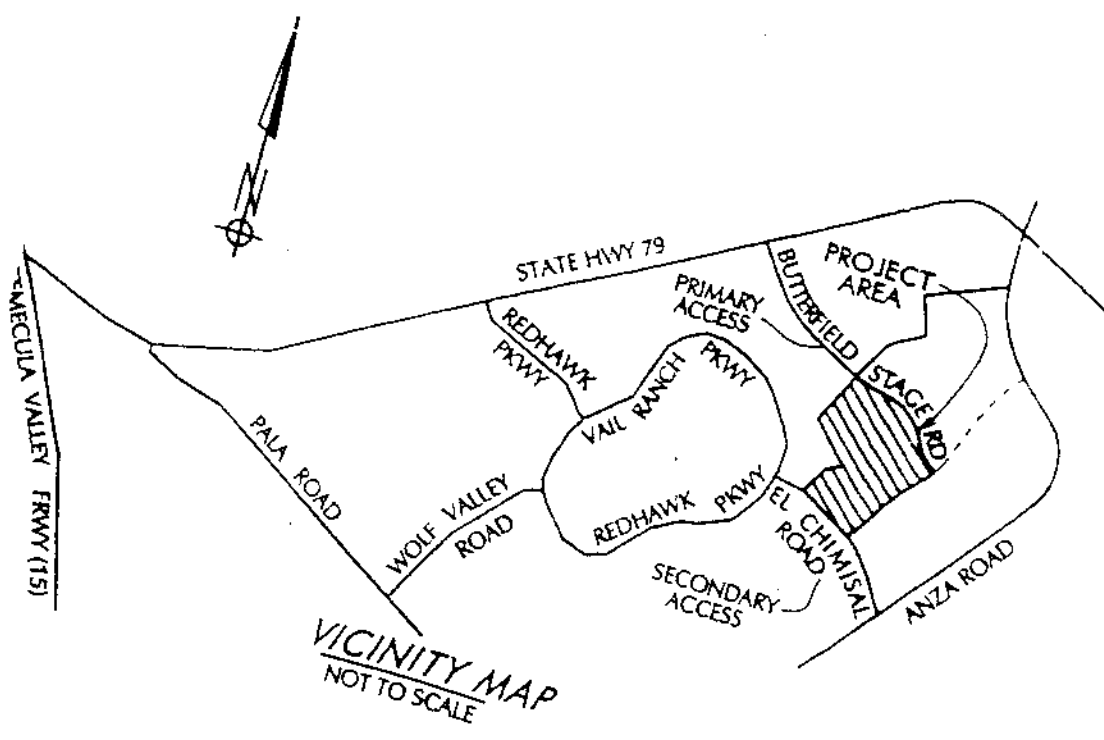 N
STATE HWY 79
PROJECT
AREA
PRIMARY
ACCESS
BUTTERFIELD
STAGE RD
REDHAWK
PKWY
VAIL RANCH PKWY
EMECULA VALLEY FRWY (15)
PALA ROAD
WOLF VALLEY
ROAD
REDHAWK PKWY
EL CHIMISAL
ROAD
SECONDARY
ACCESS
ANZA ROAD
VICINITY MAP
NOT TO SCALE